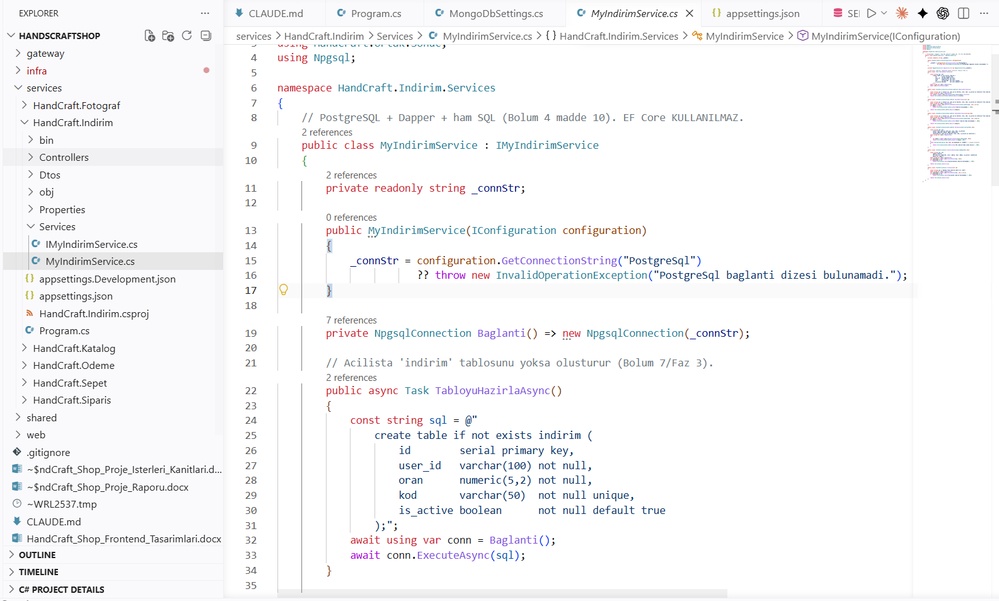 EXPLORER
HANDSCRAFTSHOP
gateway
infra
services
HandCraft.Fotograf
HandCraft.Indirim
bin
Controllers
Dtos
obj
Properties
Services
IMyIndirimService.cs
MyIndirimService.cs
appsettings.Development.json
appsettings.json
HandCraft.Indirim.csproj
Program.cs
HandCraft.Katalog
HandCraft.Odeme
HandCraft.Sepet
HandCraft.Siparis
shared
web
.gitignore
~$ndCraft_Shop_Proje_Isterleri_Kanitlari.d...
~$ndCraft_Shop_Proje_Raporu.docx
~WRL2537.tmp
CLAUDE.md
HandCraft_Shop_Frontend_Tasarimlari.docx
OUTLINE
TIMELINE
C# PROJECT DETAILS
CLAUDE.md
Program.cs
MongoDbSettings.cs
MyIndirimService.cs
appsettings.json
SEI
services > HandCraft.Indirim > Services > MyIndirimService.cs > {} HandCraft.Indirim.Services > MyIndirimService > MyIndirimService(IConfiguration)
4 using Npgsql;
5
6 namespace HandCraft.Indirim.Services
7 {
8 // PostgreSQL + Dapper + ham SQL (Bolum 4 madde 10). EF Core KULLANILMAZ.
2 references
9 public class MyIndirimService : IMyIndirimService
10 {
2 references
11 private readonly string _connStr;
12
0 references
13 public MyIndirimService(IConfiguration configuration)
14 {
15 _connStr = configuration.GetConnectionString("PostgreSql")
16 ?? throw new InvalidOperationException("PostgreSql baglanti dizesi bulunamadi.");
17 }
18
7 references
19 private NpgsqlConnection Baglanti() => new NpgsqlConnection(_connStr);
20
21 // Acilista 'indirim' tablosunu yoksa olusturur (Bolum 7/Faz 3).
2 references
22 public async Task TabloyuHazirlaAsync()
23 {
24 const string sql = @"
25 create table if not exists indirim (
26 id serial primary key,
27 user_id varchar(100) not null,
28 oran numeric(5,2) not null,
29 kod varchar(50) not null unique,
30 is_active boolean not null default true
31 );";
32 await using var conn = Baglanti();
33 await conn.ExecuteAsync(sql);
34 }
35